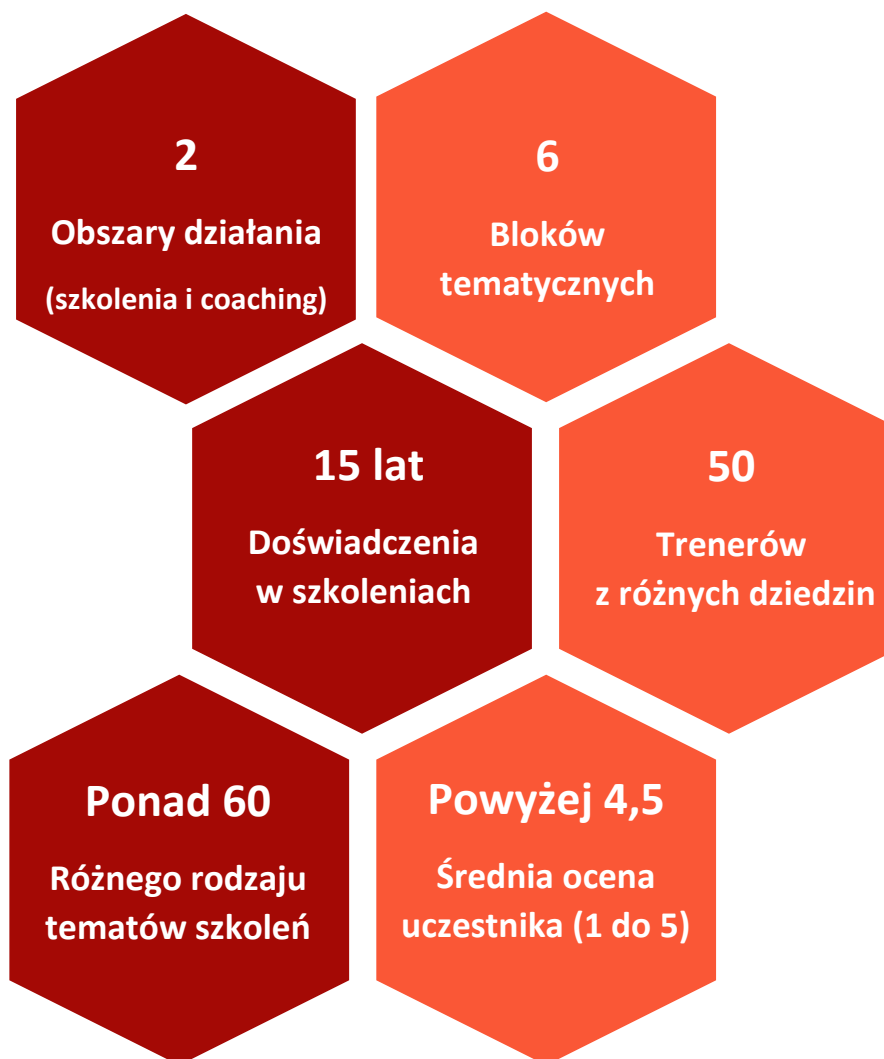 2
Obszary działania
(szkolenia i coaching)
6
Bloków
tematycznych
15 lat
Doświadczenia
w szkoleniach
50
Trenerów
z różnych dziedzin
Ponad 60
Różnego rodzaju
tematów szkoleń
Powyżej 4,5
Średnia ocena
uczestnika (1 do 5)